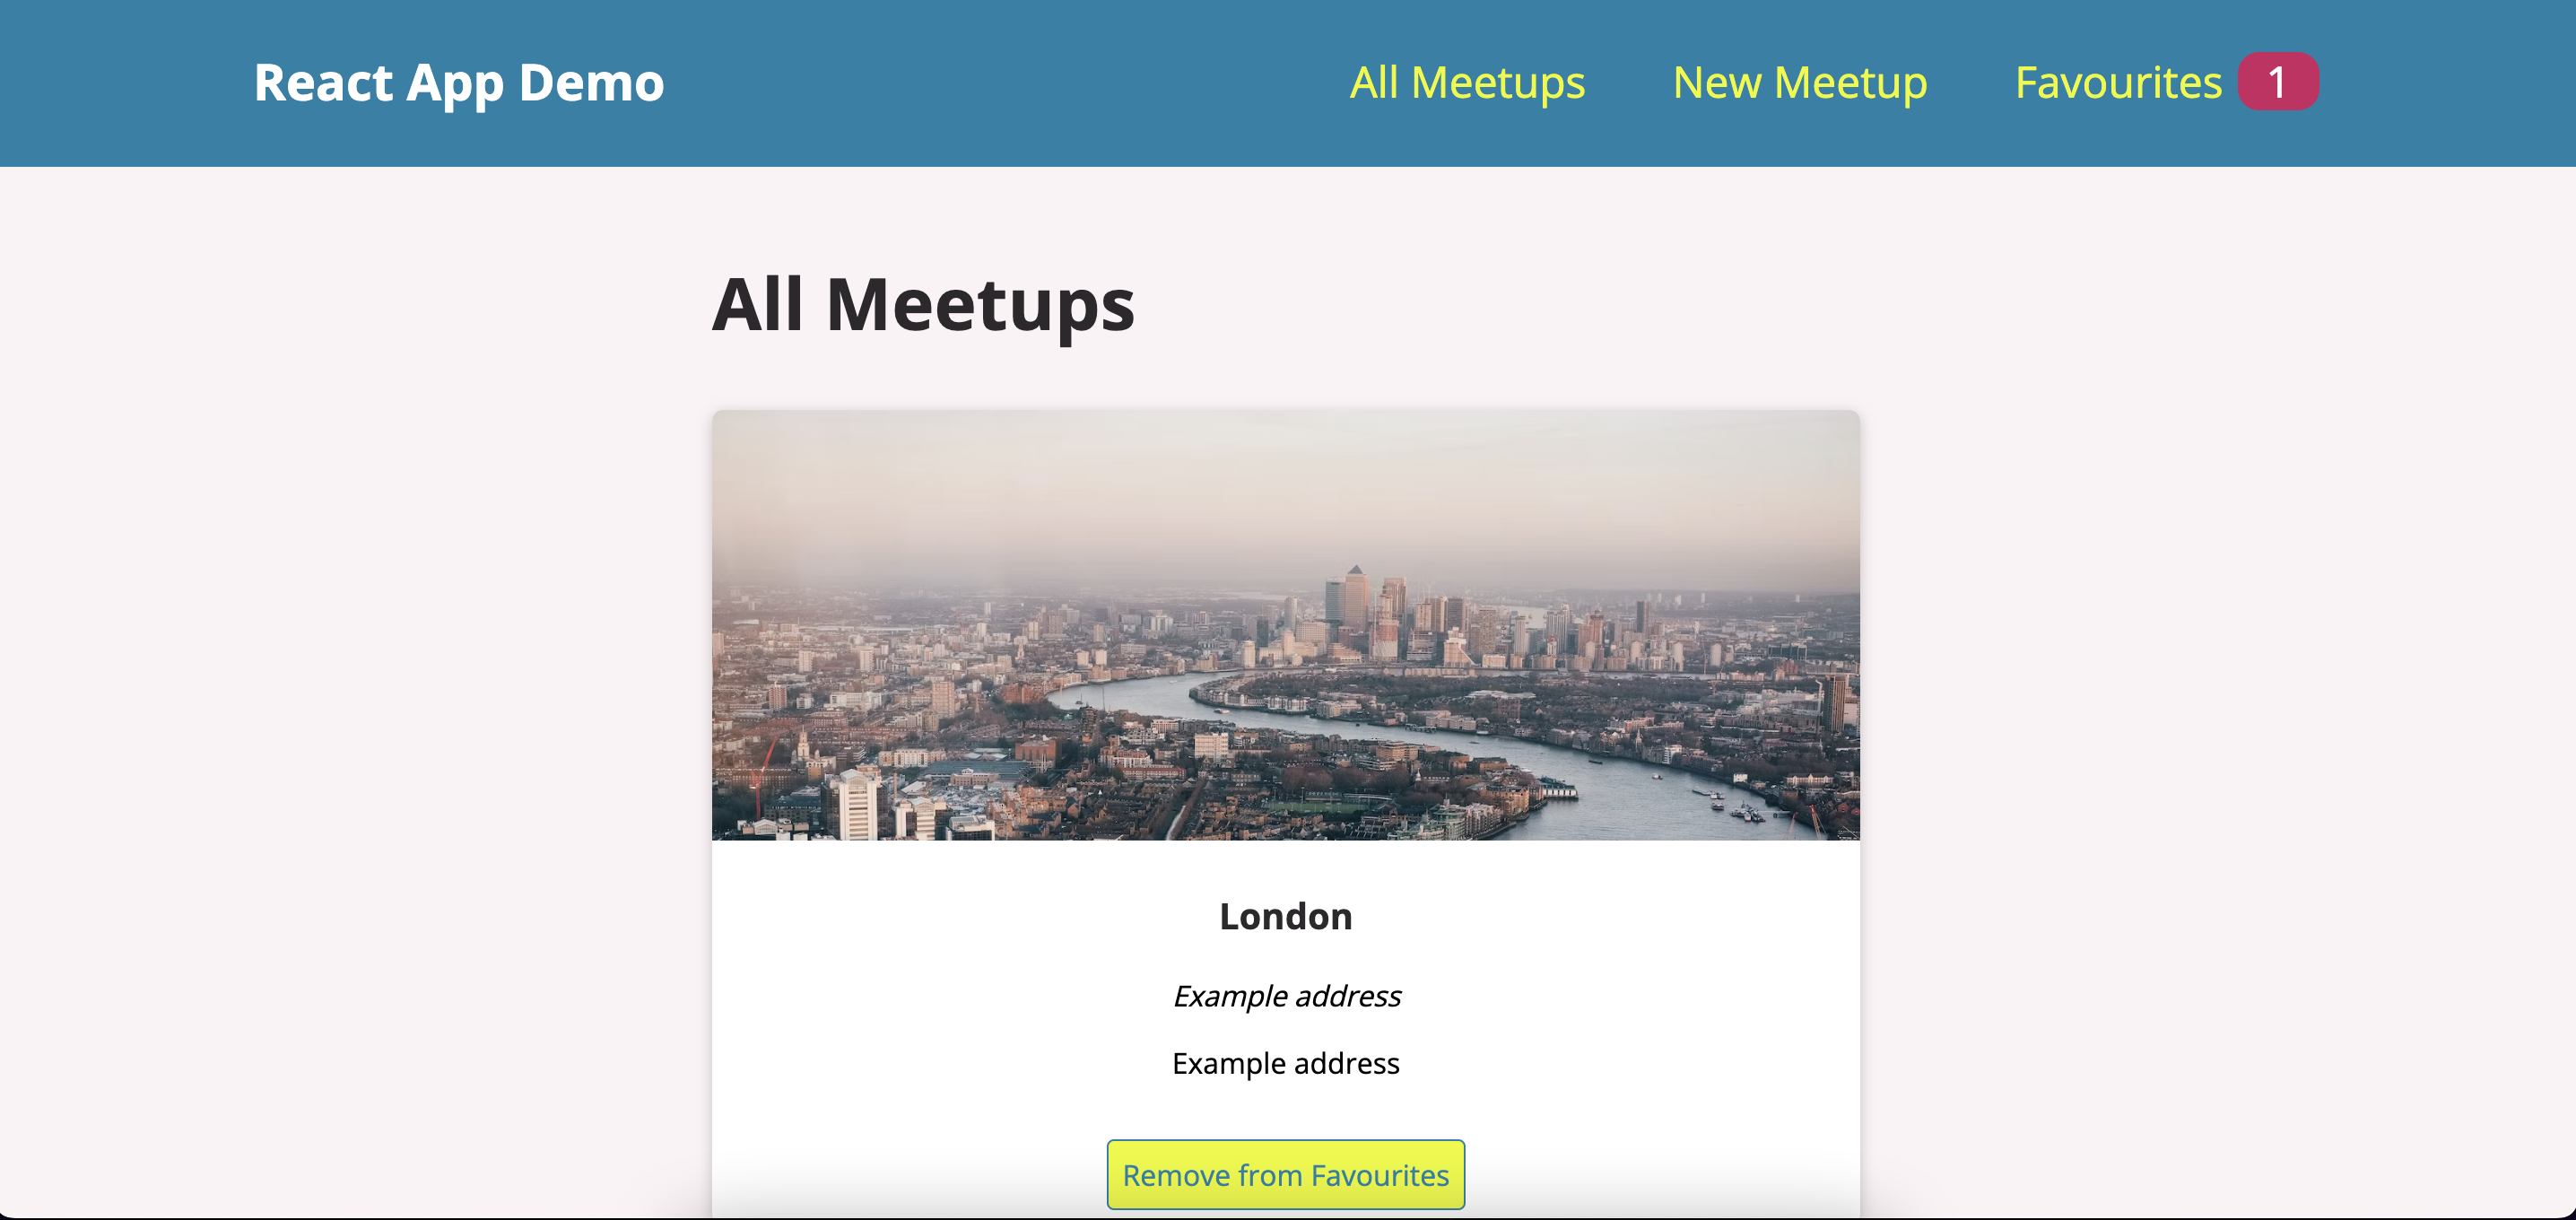 React App Demo
All Meetups
New Meetup
Favourites 1
All Meetups
London
Example address
Example address
Remove from Favourites